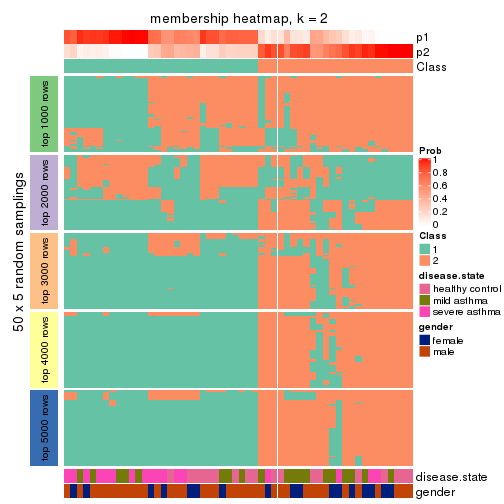 membership heatmap, k = 2
p1
p2
Class
50 x 5 random samplings
top 1000 rows
top 2000 rows
top 3000 rows
top 4000 rows
top 5000 rows
Prob
1
0.8
0.6
0.4
0.2
0
Class
1
2
disease.state
healthy control
mild asthma
severe asthma
gender
female
male
disease.state
gender